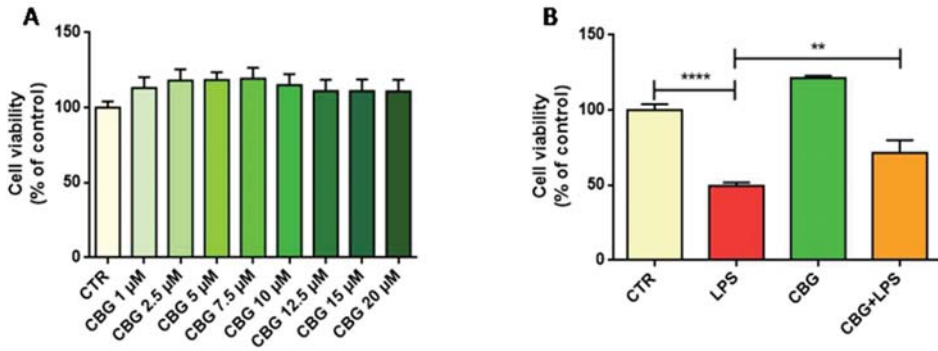 A
Cell viability
(% of control)
150
100
50
0
CTR
CBG 1 µM
CBG 2.5 µM
CBG 5 µM
CBG 7.5 µM
CBG 10 µM
CBG 12.5 µM
CBG 15 µM
CBG 20 µM
B
Cell viability
(% of control)
150
100
50
0
****
**
CTR
LPS
CBG
CBG+LPS